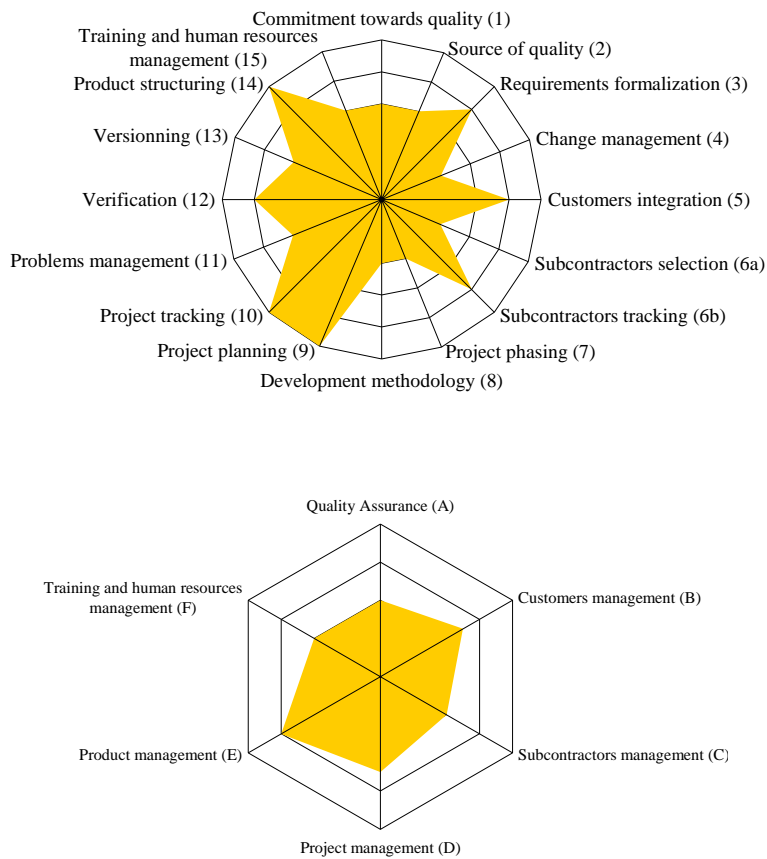 Commitment towards quality (1)
Training and human resources
management (15)
Source of quality (2)
Product structuring (14)
Requirements formalization (3)
Versionning (13)
Change management (4)
Verification (12)
Customers integration (5)
Problems management (11)
Subcontractors selection (6a)
Project tracking (10)
Subcontractors tracking (6b)
Project planning (9)
Project phasing (7)
Development methodology (8)
Quality Assurance (A)
Training and human resources
management (F)
Customers management (B)
Product management (E)
Subcontractors management (C)
Project management (D)